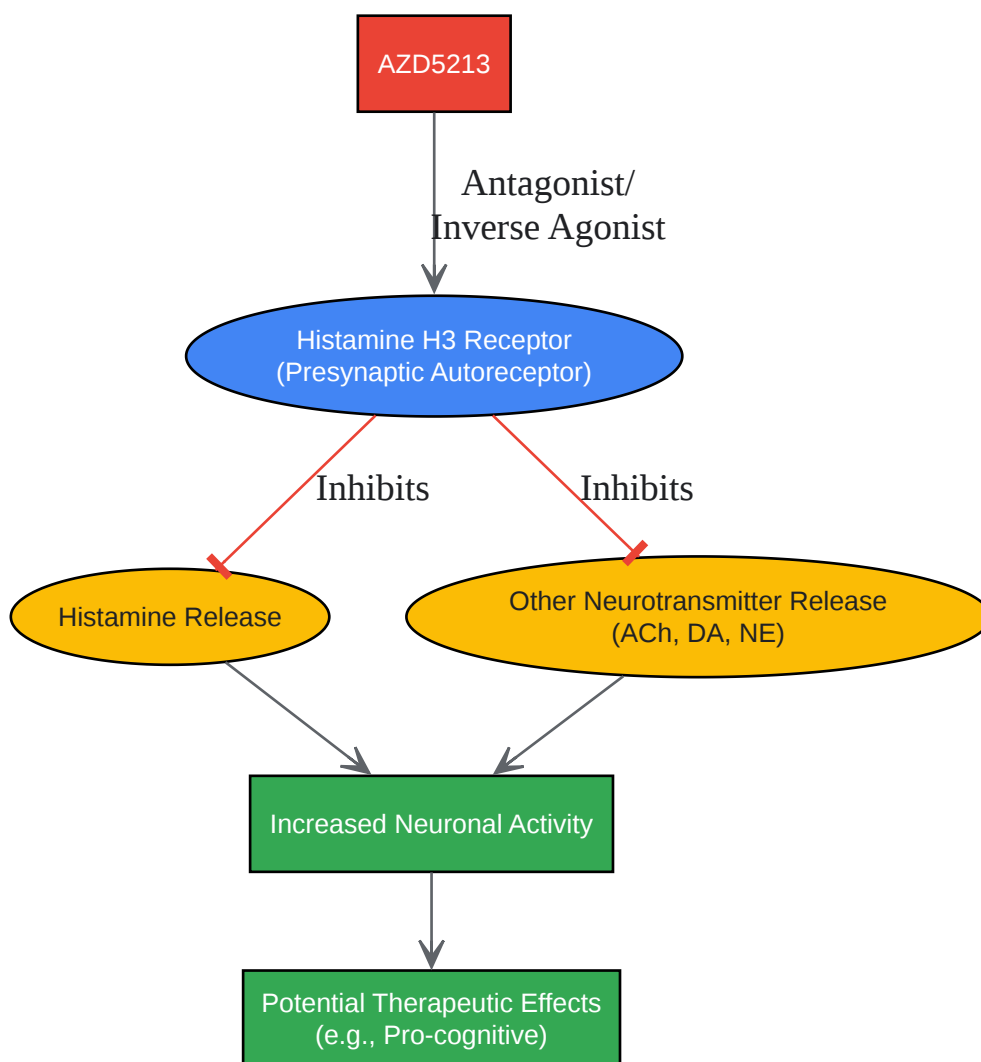 AZD5213
Antagonist/
Inverse Agonist
Histamine H3 Receptor
(Presynaptic Autoreceptor)
Inhibits
Inhibits
Histamine Release
Other Neurotransmitter Release
(ACh, DA, NE)
Increased Neuronal Activity
Potential Therapeutic Effects
(e.g., Pro-cognitive)